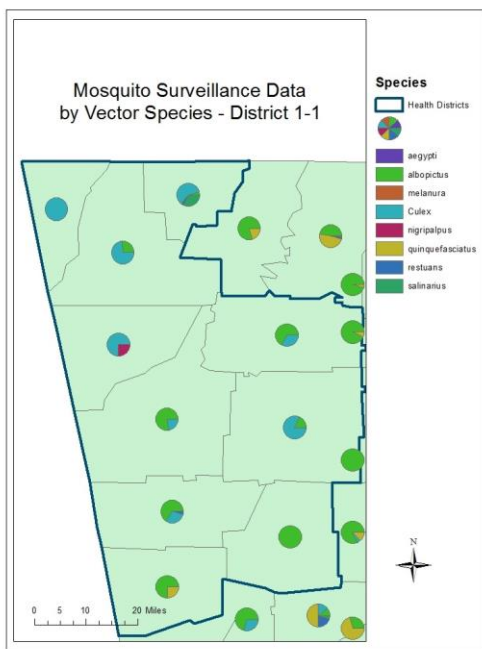 Mosquito Surveillance Data
by Vector Species - District 1-1
Species
Health Districts
aegypti
albopictus
melanura
Culex
nigripalpus
quinquefasciatus
restuans
salinarius
N
0 5 10 20 Miles